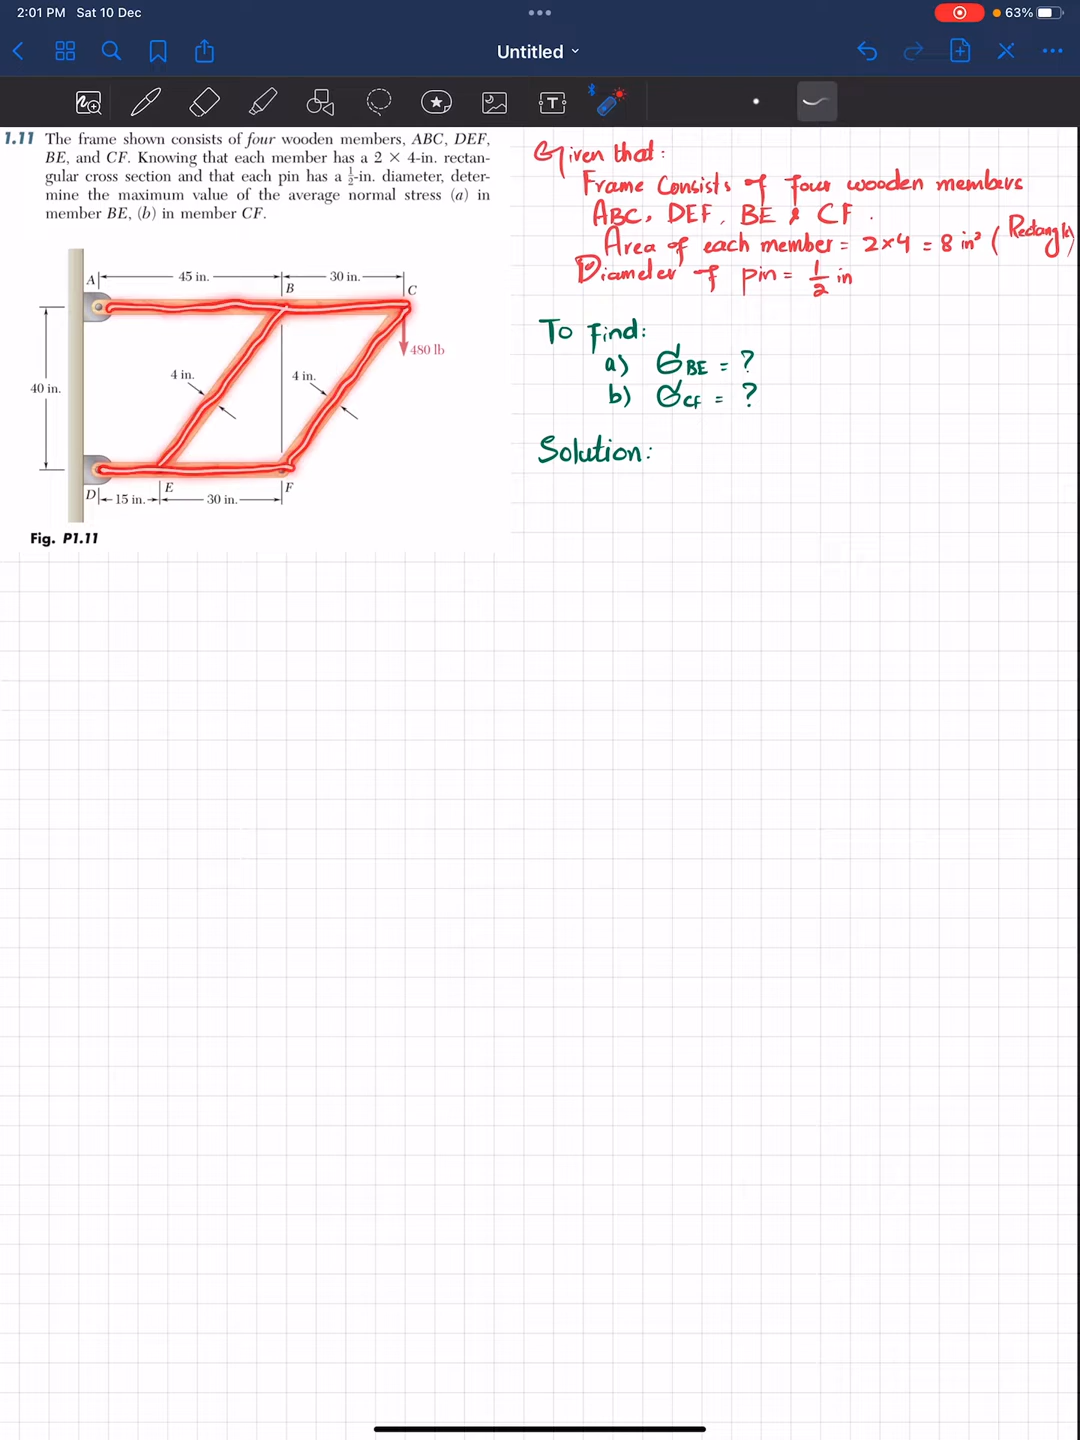 2:01 PM Sat 10 Dec
63%
Untitled
T
1.11 The frame shown consists of four wooden members, ABC, DEF,
BE, and CF. Knowing that each member has a 2 × 4-in. rectan-
gular cross section and that each pin has a 1/2-in. diameter, deter-
mine the maximum value of the average normal stress (a) in
member BE, (b) in member CF.
A
45 in.
B
30 in.
C
480 lb
4 in.
4 in.
40 in.
D
15 in.
E
30 in.
F
Fig. P1.11
Given that:
Frame Consists of four wooden members
ABC, DEF, BE & CF.
Area of each member = 2×4 = 8 in² (Rectangle)
Diameter of pin = 1/2 in
To Find:
a) σBE = ?
b) σCF = ?
Solution: